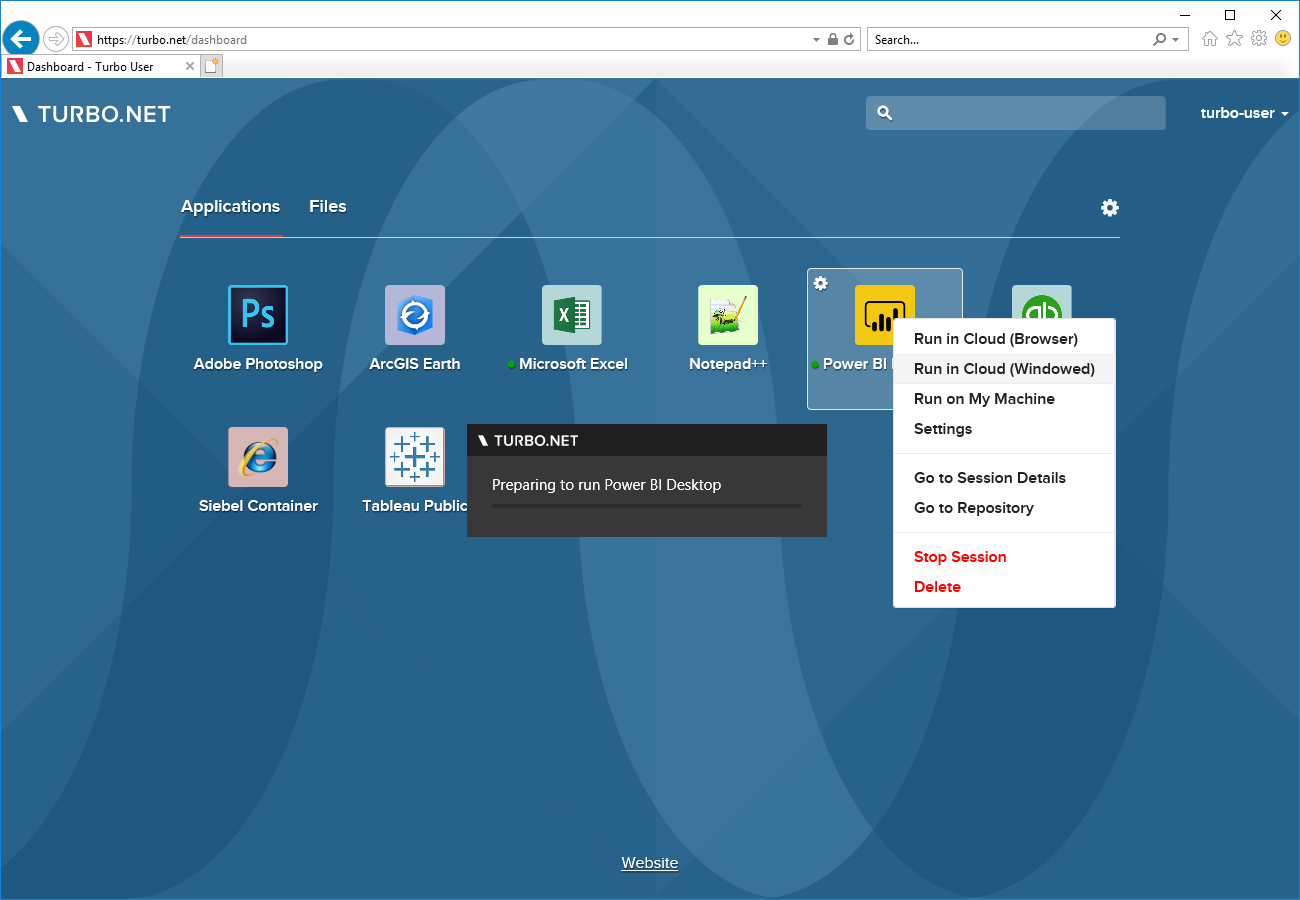 https://turbo.net/dashboard
Search...
Dashboard - Turbo User
TURBO.NET
turbo-user
Applications
Files
Ps
X
qb
Adobe Photoshop
ArcGIS Earth
Microsoft Excel
Notepad++
Power BI
Run in Cloud (Browser)
Run in Cloud (Windowed)
Run on My Machine
Settings
Go to Session Details
Go to Repository
Stop Session
Delete
TURBO.NET
Preparing to run Power BI Desktop
Siebel Container
Tableau Public
Website